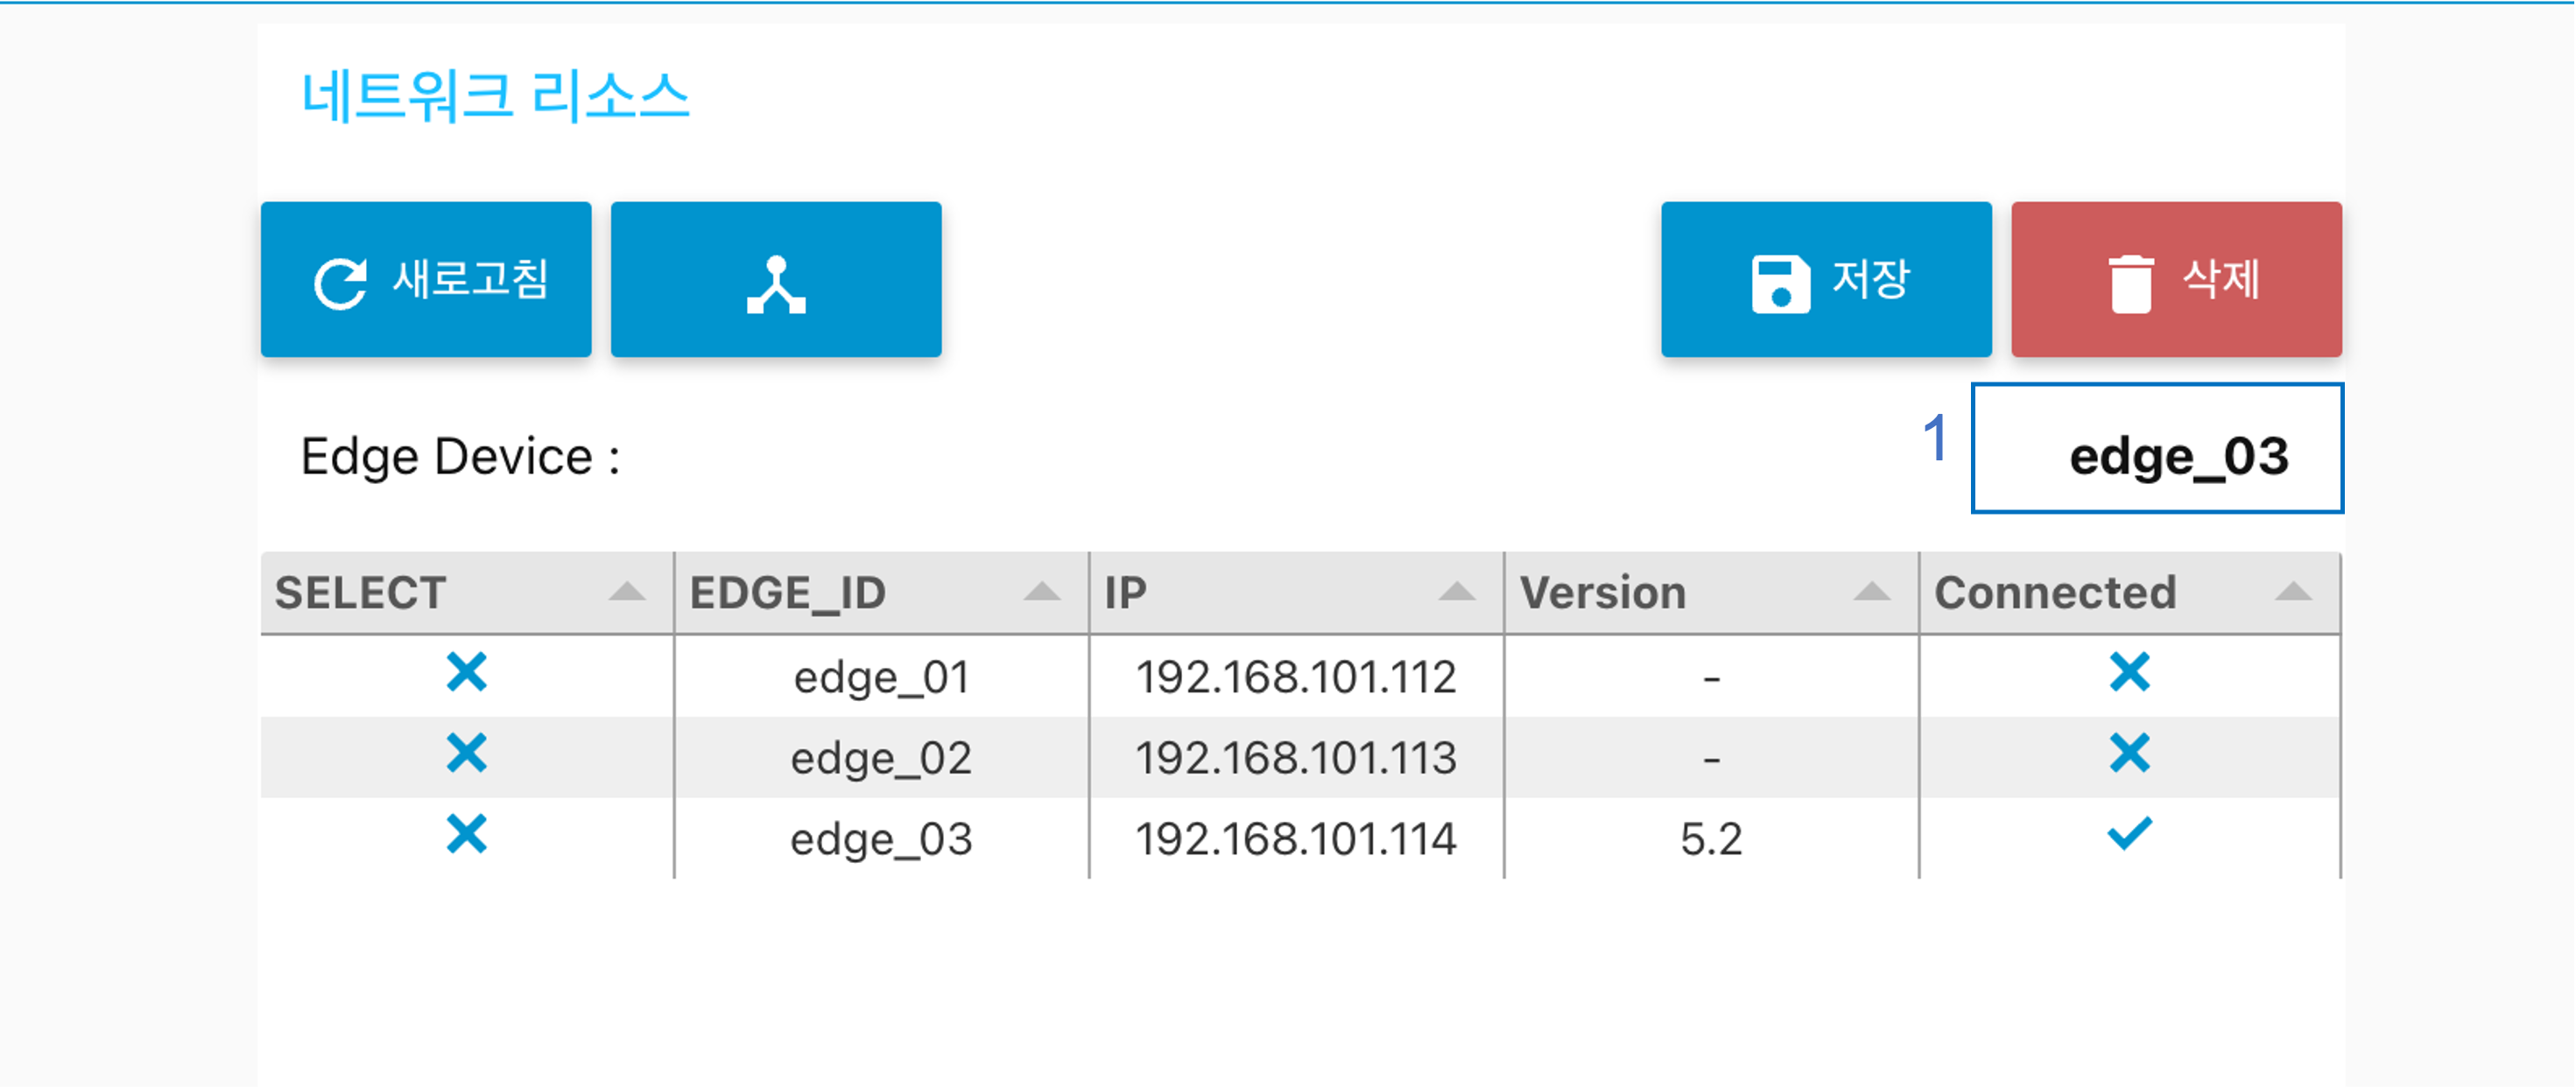 네트워크 리소스
새로고침 저장 삭제
1
Edge Device : edge_03
SELECT EDGE_ID IP Version Connected
edge_01 192.168.101.112 -
edge_02 192.168.101.113 -
edge_03 192.168.101.114 5.2